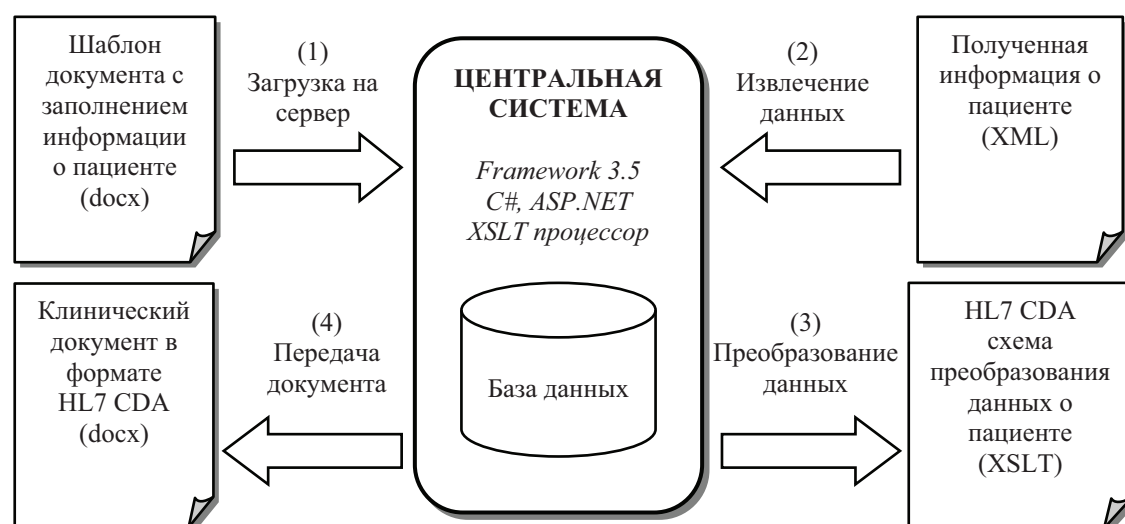 Шаблон
документа с
заполнением
информации
о пациенте
(docx)
(1)
Загрузка на
сервер
ЦЕНТРАЛЬНАЯ
СИСТЕМА
Framework 3.5
C#, ASP.NET
XSLT процессор
База данных
(2)
Извлечение
данных
Полученная
информация о
пациенте
(XML)
Клинический
документ в
формате
HL7 CDA
(docx)
(4)
Передача
документа
(3)
Преобразование
данных
HL7 CDA
схема
преобразования
данных о
пациенте
(XSLT)